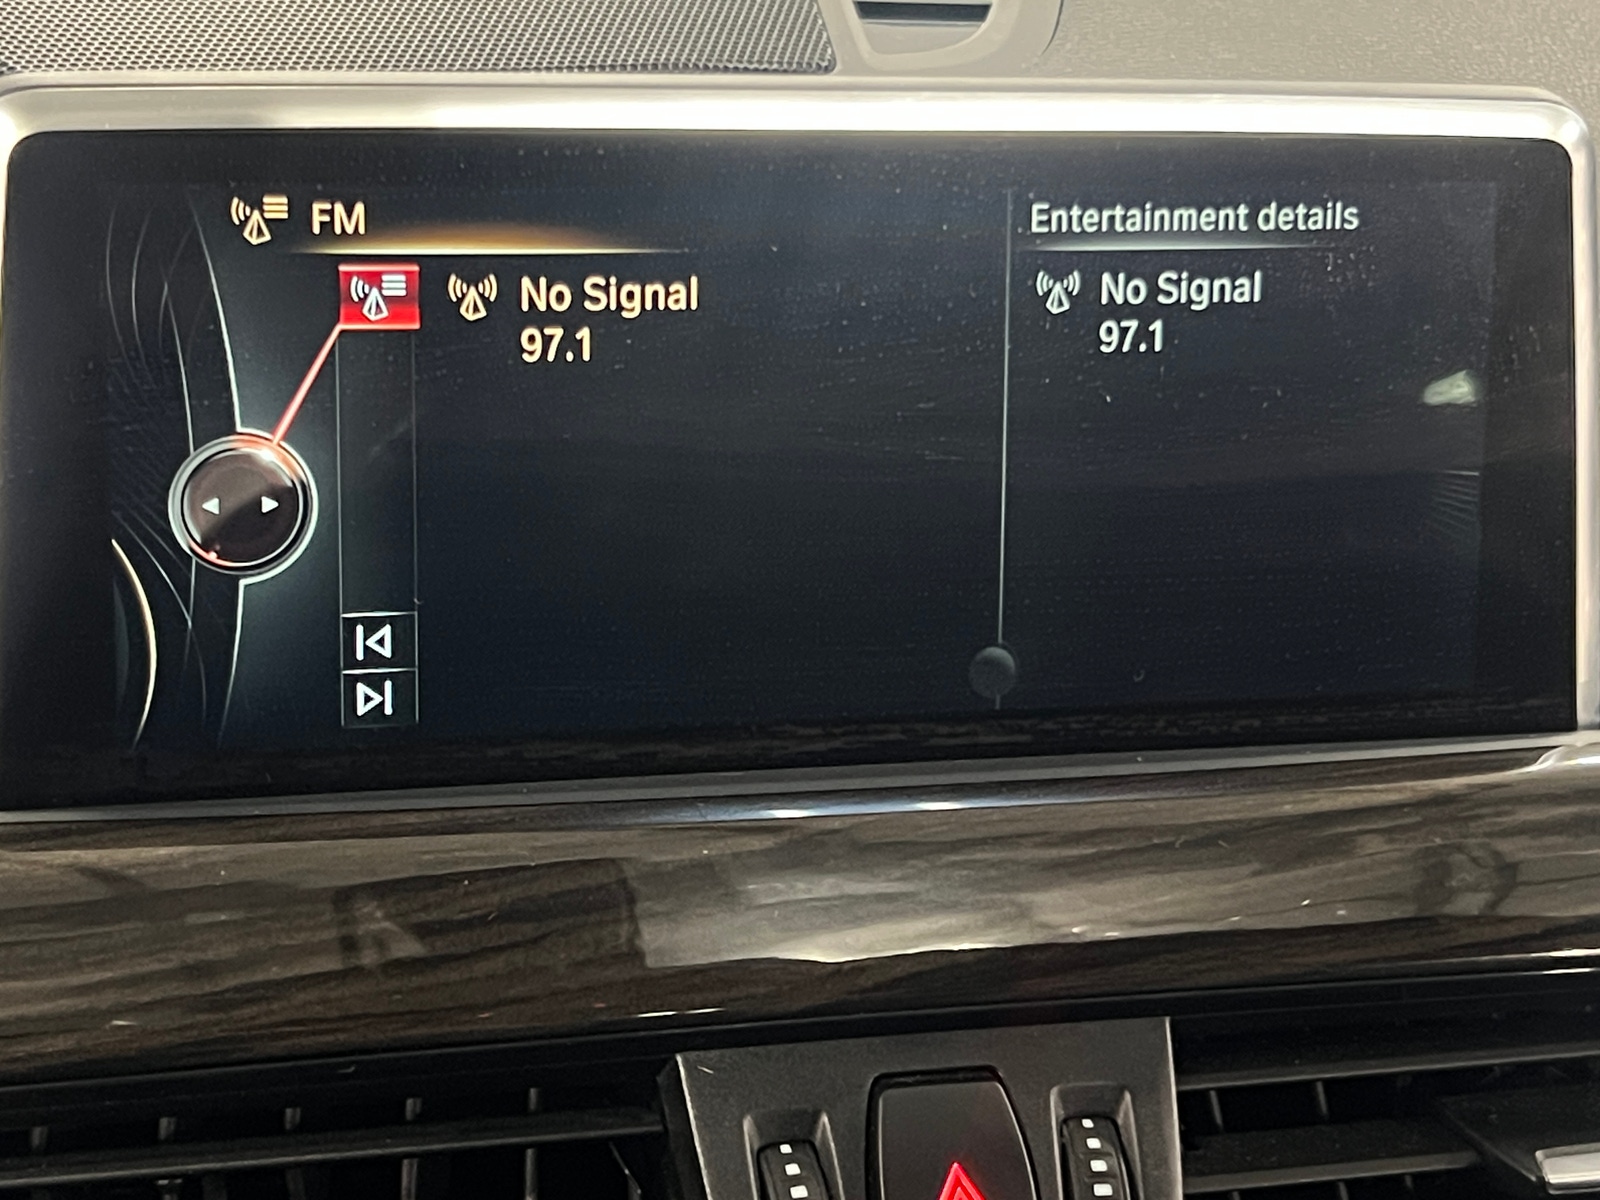 FM
No Signal
97.1
Entertainment details
No Signal
97.1